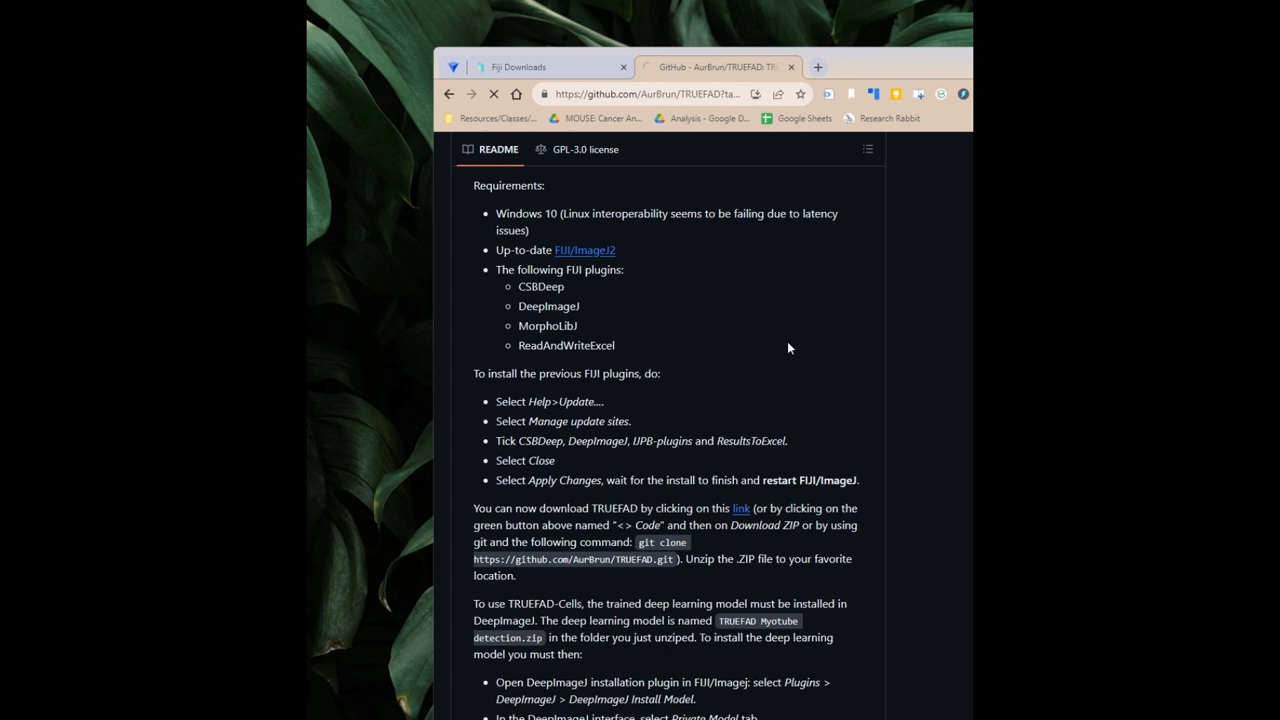 Fiji Downloads
GitHub - AurBrun/TRUEFAD: TR
https://github.com/AurBrun/TRUEFAD?ta...
Resources/Classes/... MOUSE: Cancer An... Analysis - Google D... Google Sheets Research Rabbit
README GPL-3.0 license
Requirements:
Windows 10 (Linux interoperability seems to be failing due to latency
issues)
Up-to-date FIJI/ImageJ2
The following FIJI plugins:
CSBDeep
DeepImageJ
MorphoLibJ
ReadAndWriteExcel
To install the previous FIJI plugins, do:
Select Help>Update....
Select Manage update sites.
Tick CSBDeep, DeepImageJ, IJPB-plugins and ResultsToExcel.
Select Close
Select Apply Changes, wait for the install to finish and restart FIJI/ImageJ.
You can now download TRUEFAD by clicking on this link (or by clicking on the
green button above named "<> Code" and then on Download ZIP or by using
git and the following command: git clone
https://github.com/AurBrun/TRUEFAD.git). Unzip the .ZIP file to your favorite
location.
To use TRUEFAD-Cells, the trained deep learning model must be installed in
DeepImageJ. The deep learning model is named TRUEFAD Myotube
detection.zip in the folder you just unziped. To install the deep learning
model you must then:
Open DeepImageJ installation plugin in FIJI/Imagej: select Plugins >
DeepImageJ > DeepImageJ Install Model.
In the DeepImageJ interface, select Private Model tab.